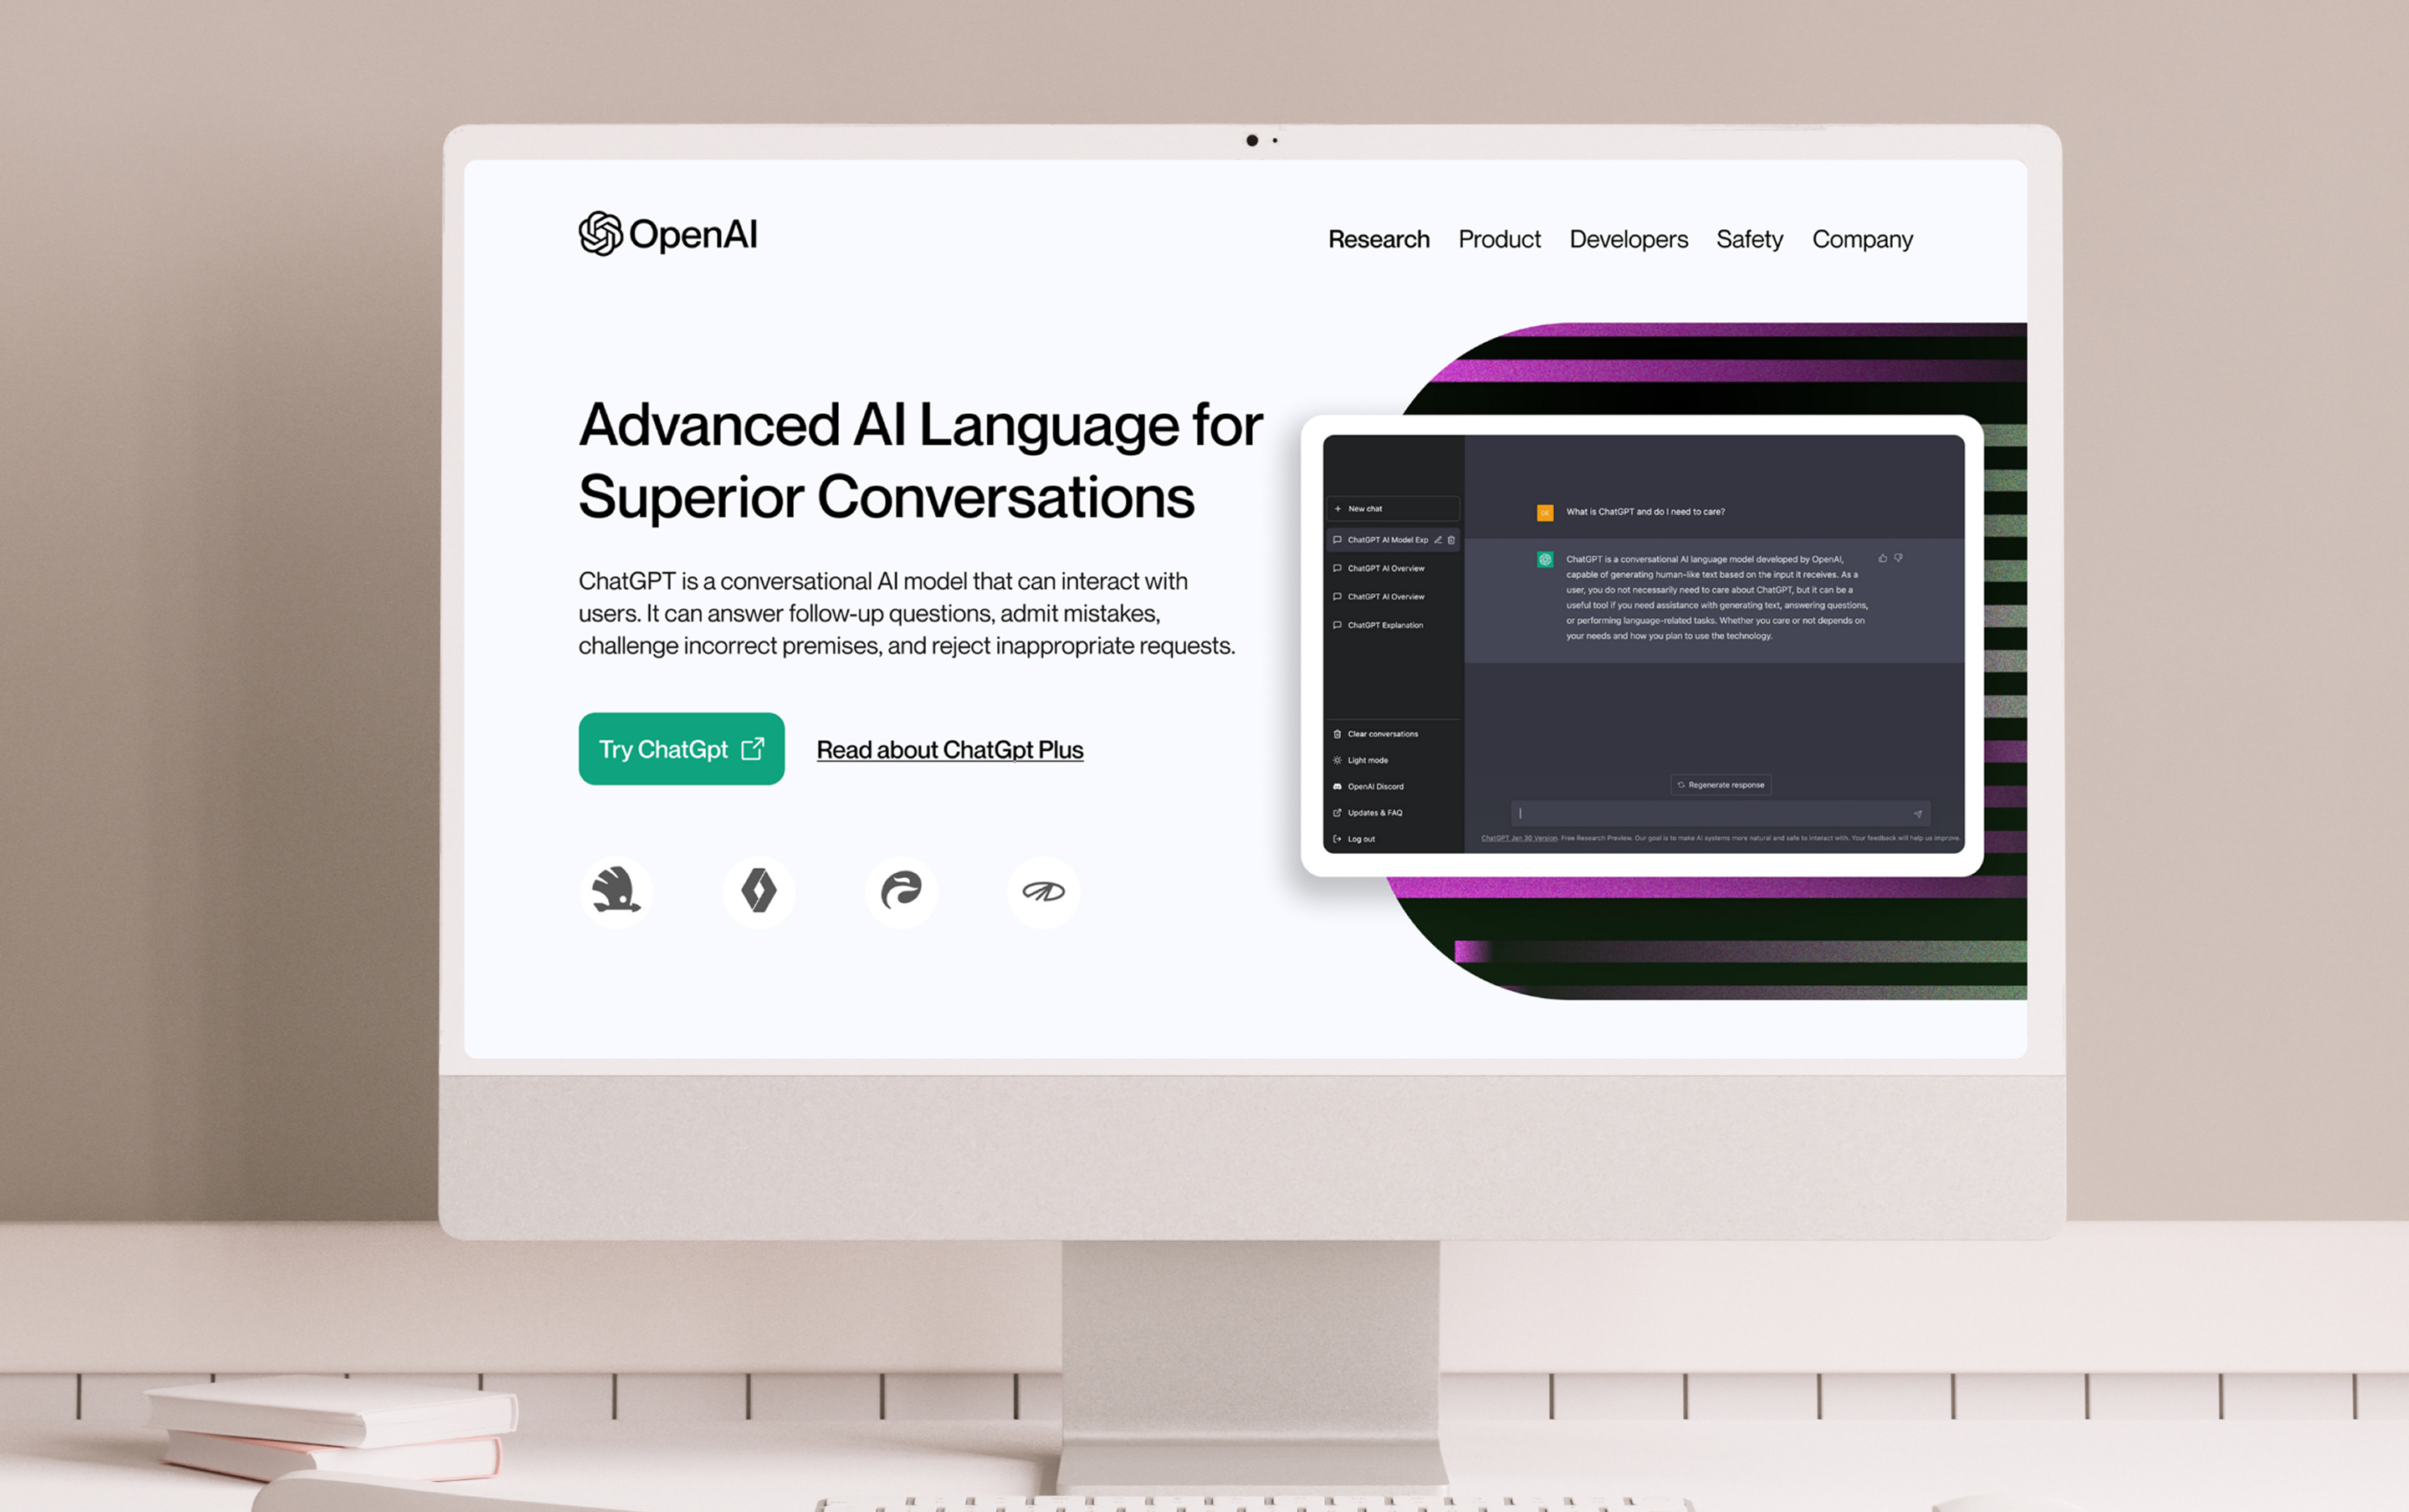 OpenAI
Research Product Developers Safety Company
Advanced AI Language for
Superior Conversations
ChatGPT is a conversational AI model that can interact with
users. It can answer follow-up questions, admit mistakes,
challenge incorrect premises, and reject inappropriate requests.
Try ChatGpt
Read about ChatGpt Plus
New chat
ChatGPT AI Model Exp
ChatGPT AI Overview
ChatGPT AI Overview
ChatGPT Explanation
Clear conversations
Light mode
OpenAI Discord
Updates & FAQ
Log out
DE
What is ChatGPT and do I need to care?
ChatGPT is a conversational AI language model developed by OpenAI,
capable of generating human-like text based on the input it receives. As a
user, you do not necessarily need to care about ChatGPT, but it can be a
useful tool if you need assistance with generating text, answering questions,
or performing language-related tasks. Whether you care or not depends on
your needs and how you plan to use the technology.
Regenerate response
ChatGPT Jan 30 Version. Free Research Preview. Our goal is to make AI systems more natural and safe to interact with. Your feedback will help us improve.